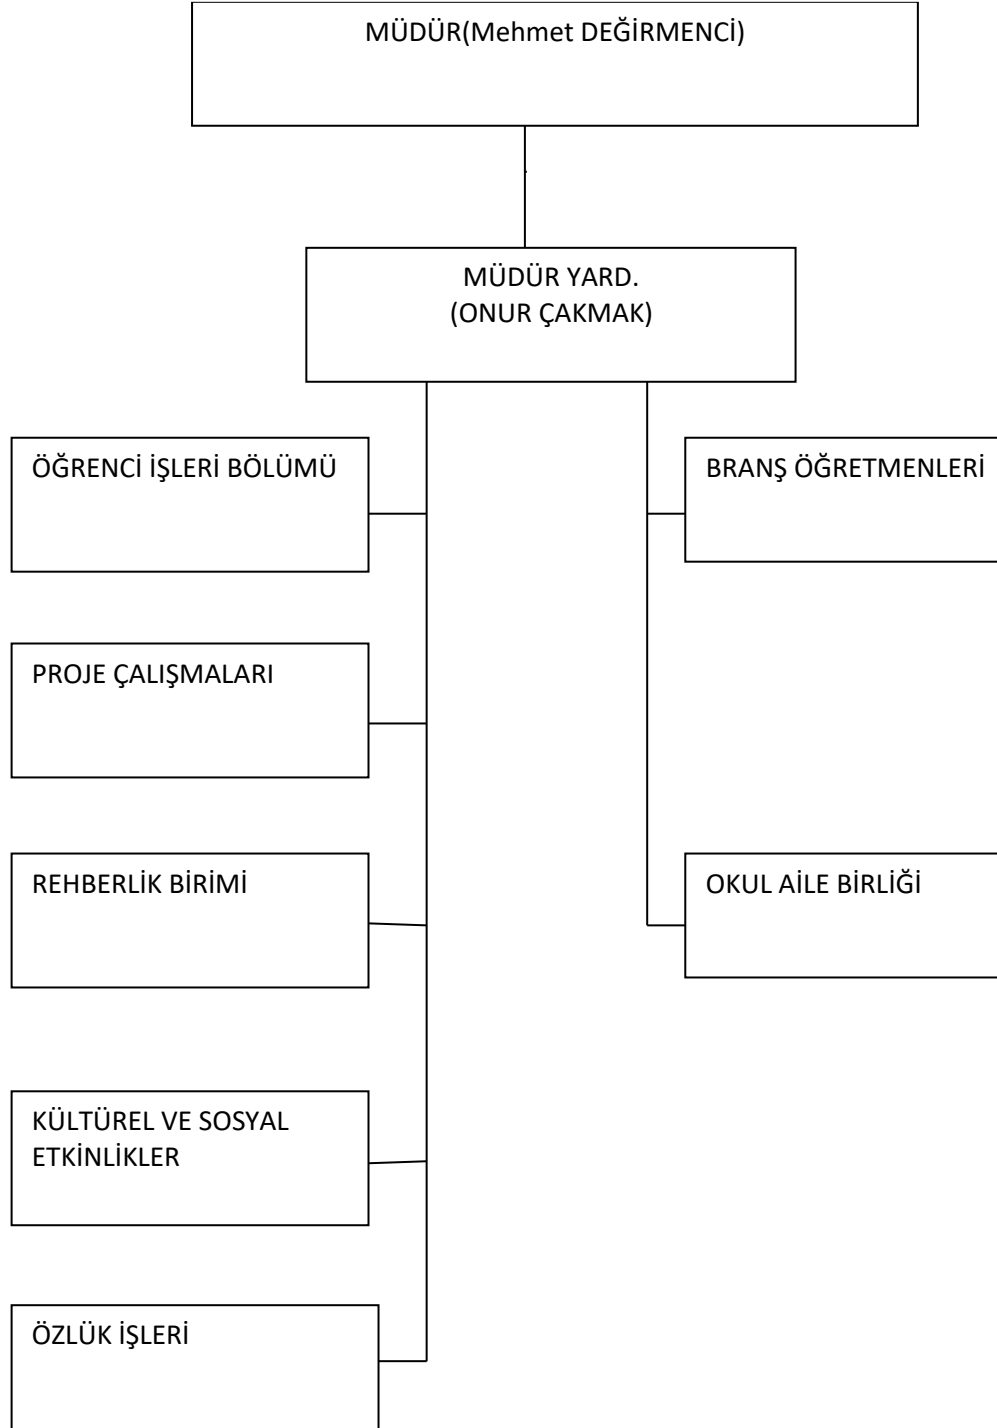 MÜDÜR(Mehmet DEĞİRMENCİ)
MÜDÜR YARD.
(ONUR ÇAKMAK)
ÖĞRENCİ İŞLERİ BÖLÜMÜ
BRANŞ ÖĞRETMENLERİ
PROJE ÇALIŞMALARI
REHBERLİK BİRİMİ
OKUL AİLE BİRLİĞİ
KÜLTÜREL VE SOSYAL
ETKİNLİKLER
ÖZLÜK İŞLERİ